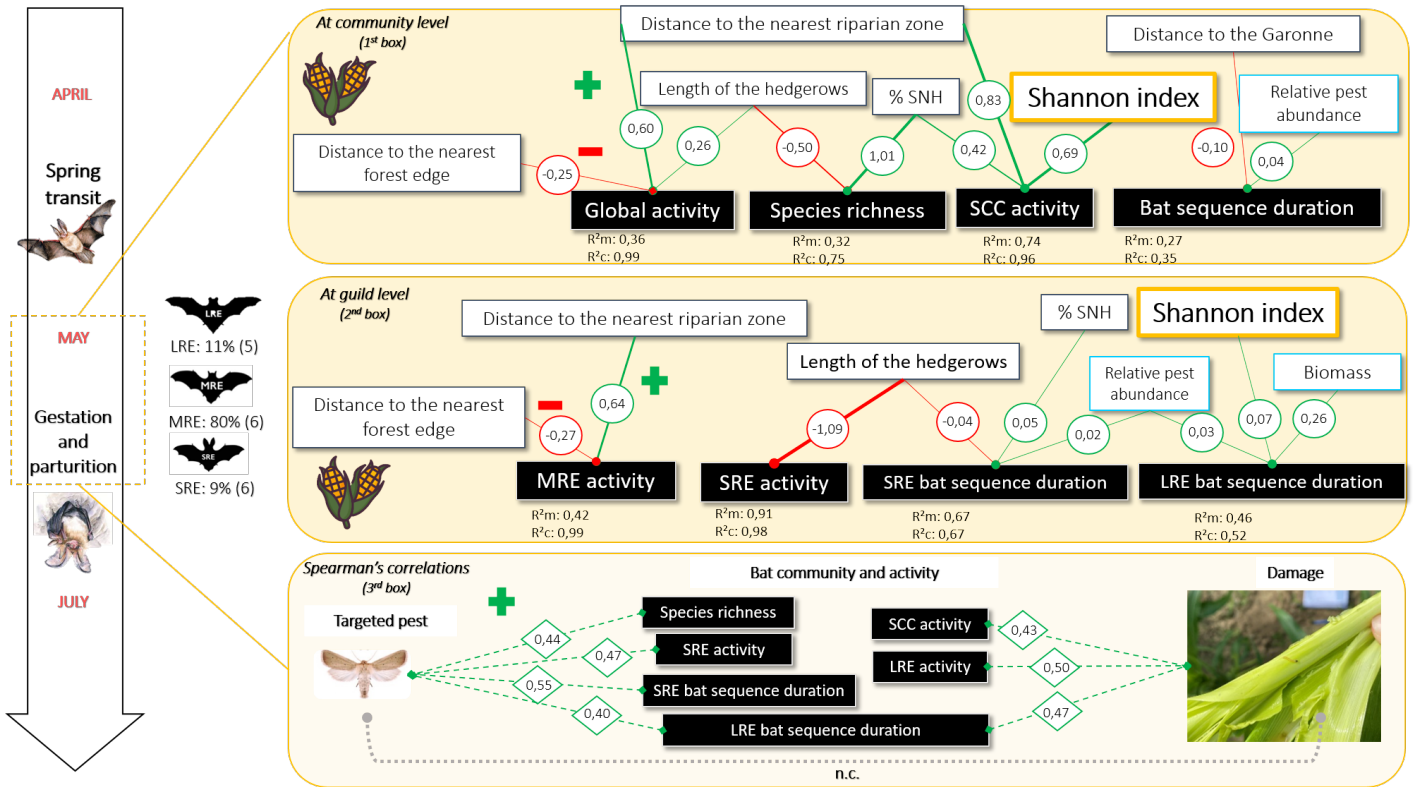 APRIL
Spring
transit
MAY
Gestation
and
parturition
JULY
LRE
LRE: 11% (5)
MRE
MRE: 80% (6)
SRE
SRE: 9% (6)
At community level
(1st box)
Distance to the nearest riparian zone
Distance to the Garonne
Length of the hedgerows
% SNH
Shannon index
Relative pest
abundance
Distance to the nearest
forest edge
0,60
0,26
-0,50
1,01
0,42
0,83
0,69
-0,10
0,04
-0,25
Global activity
Species richness
SCC activity
Bat sequence duration
R²m: 0,36
R²c: 0,99
R²m: 0,32
R²c: 0,75
R²m: 0,74
R²c: 0,96
R²m: 0,27
R²c: 0,35
At guild level
(2nd box)
Distance to the nearest riparian zone
% SNH
Shannon index
Length of the hedgerows
Relative pest
abundance
Biomass
Distance to the nearest
forest edge
0,64
-0,27
-1,09
-0,04
0,05
0,02
0,03
0,07
0,26
MRE activity
SRE activity
SRE bat sequence duration
LRE bat sequence duration
R²m: 0,42
R²c: 0,99
R²m: 0,91
R²c: 0,98
R²m: 0,67
R²c: 0,67
R²m: 0,46
R²c: 0,52
Spearman's correlations
(3rd box)
Bat community and activity
Damage
Targeted pest
0,44
0,47
0,55
0,40
Species richness
SRE activity
SRE bat sequence duration
LRE bat sequence duration
SCC activity
LRE activity
0,43
0,50
0,47
n.c.